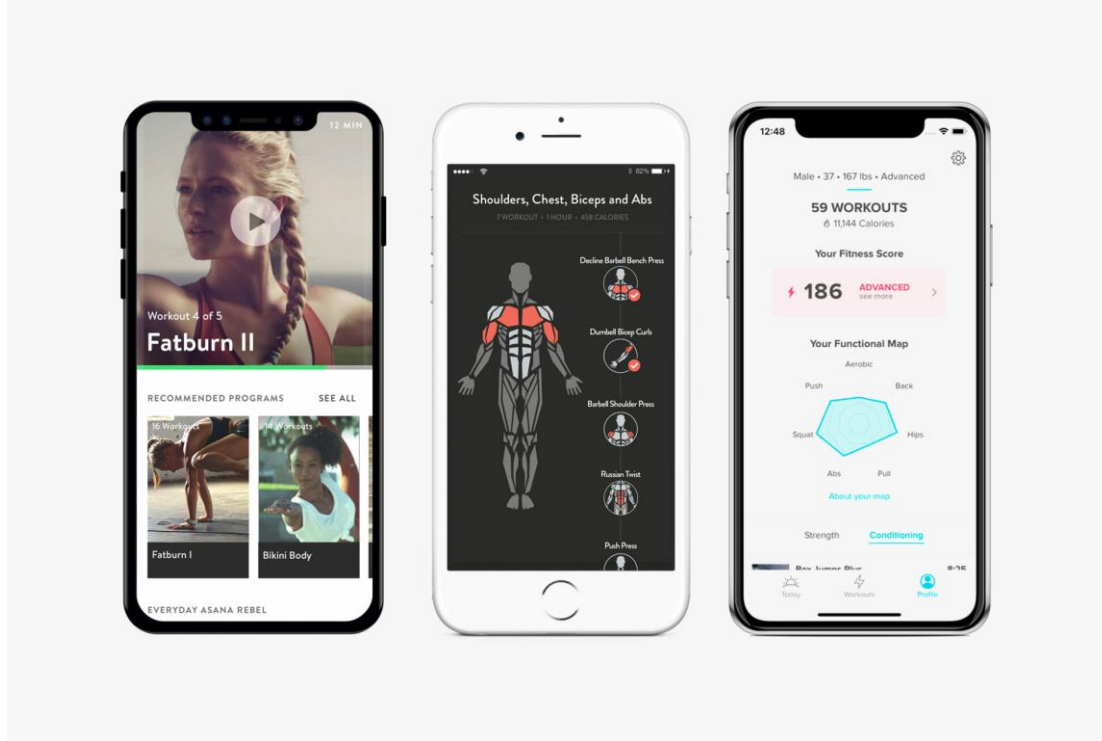 12 MIN
Workout 4 of 5
Fatburn II
RECOMMENDED PROGRAMS SEE ALL
16 Workouts
14 Workouts
Fatburn I
Bikini Body
EVERYDAY ASANA REBEL
82%
Shoulders, Chest, Biceps and Abs
7 WORKOUT • 1 HOUR • 458 CALORIES
Decline Barbell Bench Press
Dumbell Bicep Curls
Barbell Shoulder Press
Russian Twist
Push Press
12:48
Male • 37 • 167 lbs • Advanced
59 WORKOUTS
11,144 Calories
Your Fitness Score
186 ADVANCED
see more
Your Functional Map
Aerobic
Push Back
Squat Hips
Abs Pull
About your map
Strength Conditioning
Box Jumps Plus
Today Workouts Profile